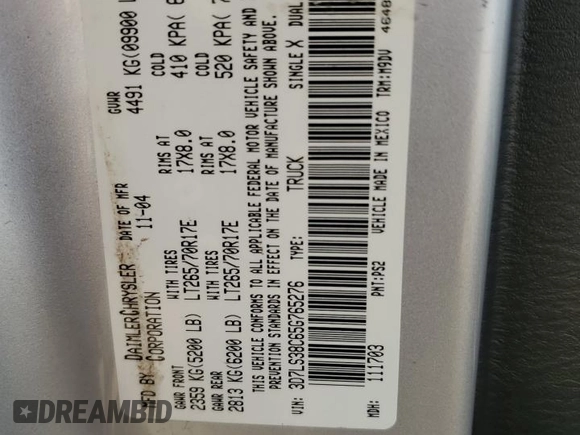 MFD BY DAIMLERCHRYSLER CORPORATION
DATE OF MFR 11-04
GVWR 4491 KG(09900
GAWR FRONT 2359 KG(5200 LB)
WITH TIRES LT265/70R17E
RIMS AT 17X8.0
COLD 410 KPA(
GAWR REAR 2813 KG(6200 LB)
WITH TIRES LT265/70R17E
RIMS AT 17X8.0
COLD 520 KPA(
THIS VEHICLE CONFORMS TO ALL APPLICABLE FEDERAL MOTOR VEHICLE SAFETY AND
PREVENTION STANDARDS IN EFFECT ON THE DATE OF MANUFACTURE SHOWN ABOVE.
VIN: 3D7LS38C65G765276 TYPE: TRUCK SINGLE X DUAL
MDH: 111703 PNT:PS2 VEHICLE MADE IN MEXICO TRM:M9DV
4648
DREAMBID